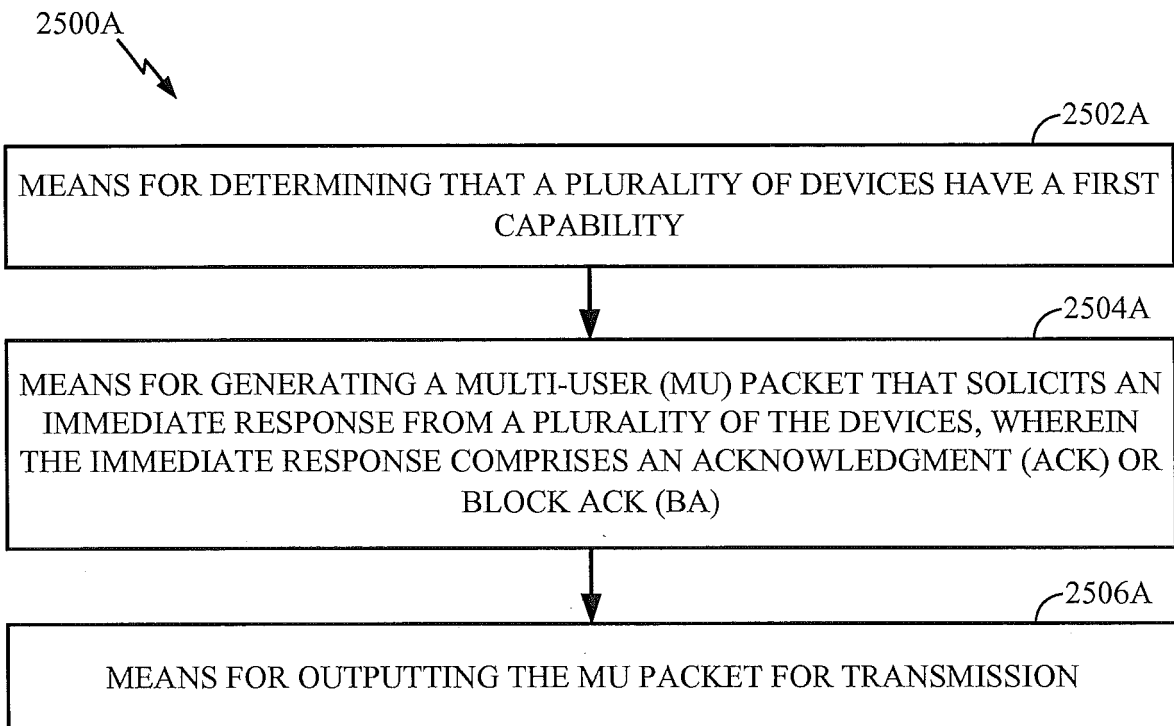 2500A
2502A
MEANS FOR DETERMINING THAT A PLURALITY OF DEVICES HAVE A FIRST
CAPABILITY
2504A
MEANS FOR GENERATING A MULTI-USER (MU) PACKET THAT SOLICITS AN
IMMEDIATE RESPONSE FROM A PLURALITY OF THE DEVICES, WHEREIN
THE IMMEDIATE RESPONSE COMPRISES AN ACKNOWLEDGMENT (ACK) OR
BLOCK ACK (BA)
2506A
MEANS FOR OUTPUTTING THE MU PACKET FOR TRANSMISSION